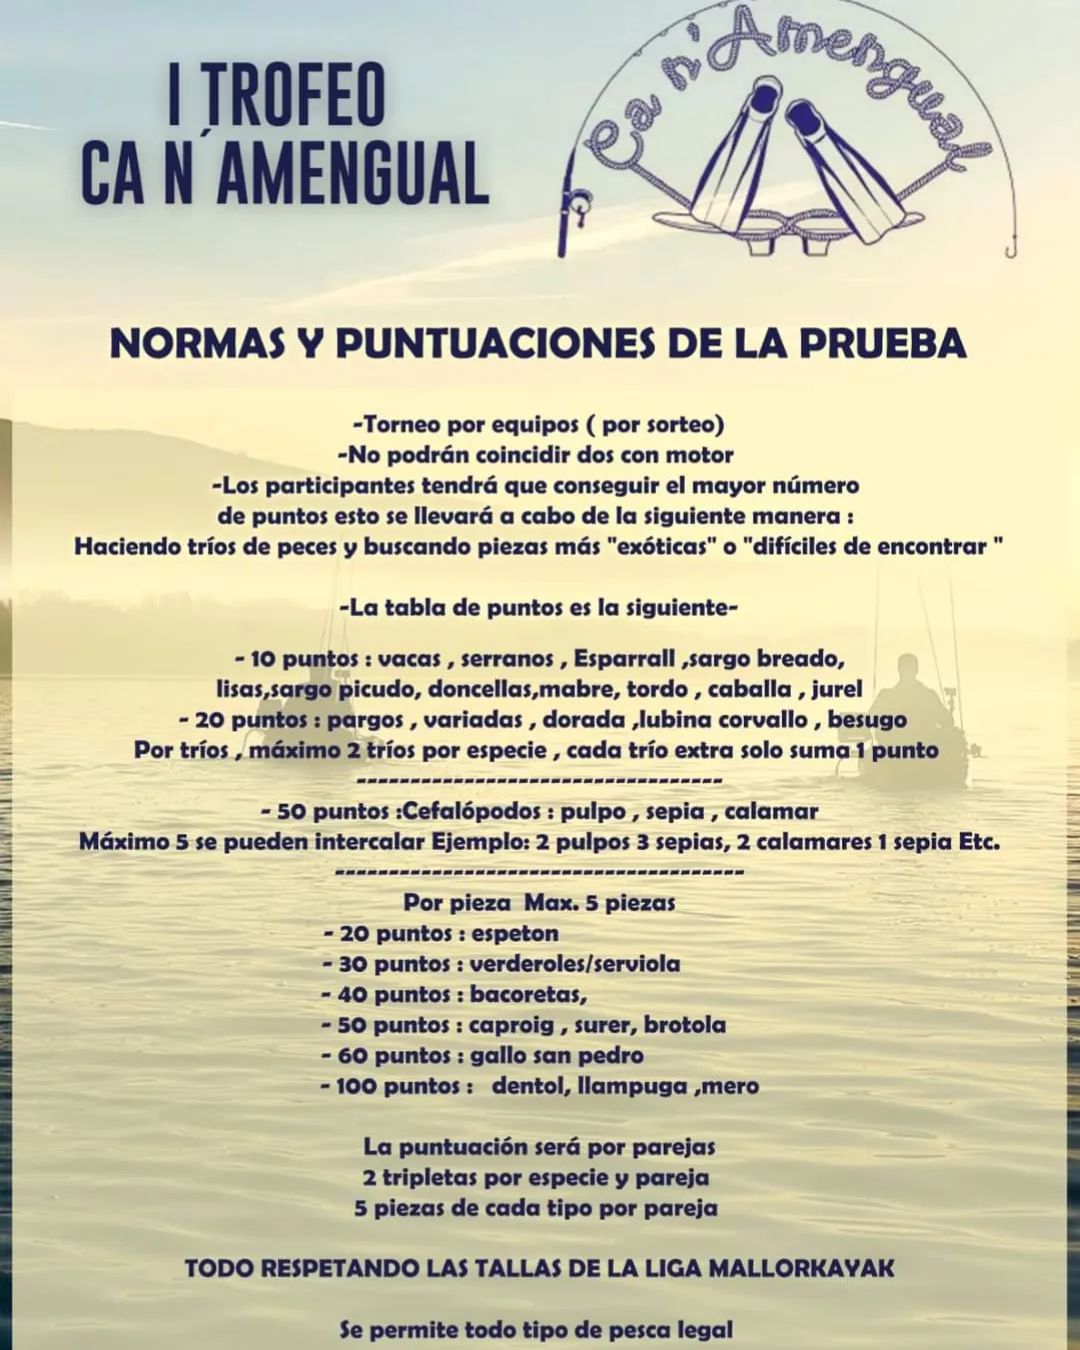 I TROFEO
CA N´AMENGUAL
Ca n'Amengual
NORMAS Y PUNTUACIONES DE LA PRUEBA
-Torneo por equipos ( por sorteo)
-No podrán coincidir dos con motor
-Los participantes tendrá que conseguir el mayor número
de puntos esto se llevará a cabo de la siguiente manera :
Haciendo tríos de peces y buscando piezas más "exóticas" o "difíciles de encontrar "
-La tabla de puntos es la siguiente-
- 10 puntos : vacas , serranos , Esparrall ,sargo breado,
lisas,sargo picudo, doncellas,mabre, tordo , caballa , jurel
- 20 puntos : pargos , variadas , dorada ,lubina corvallo , besugo
Por tríos , máximo 2 tríos por especie , cada trío extra solo suma 1 punto
-----------------------------------
- 50 puntos :Cefalópodos : pulpo , sepia , calamar
Máximo 5 se pueden intercalar Ejemplo: 2 pulpos 3 sepias, 2 calamares 1 sepia Etc.
---------------------------------------
Por pieza Max. 5 piezas
- 20 puntos : espeton
- 30 puntos : verderoles/serviola
- 40 puntos : bacoretas,
- 50 puntos : caproig , surer, brotola
- 60 puntos : gallo san pedro
- 100 puntos : dentol, llampuga ,mero
La puntuación será por parejas
2 tripletas por especie y pareja
5 piezas de cada tipo por pareja
TODO RESPETANDO LAS TALLAS DE LA LIGA MALLORKAYAK
Se permite todo tipo de pesca legal